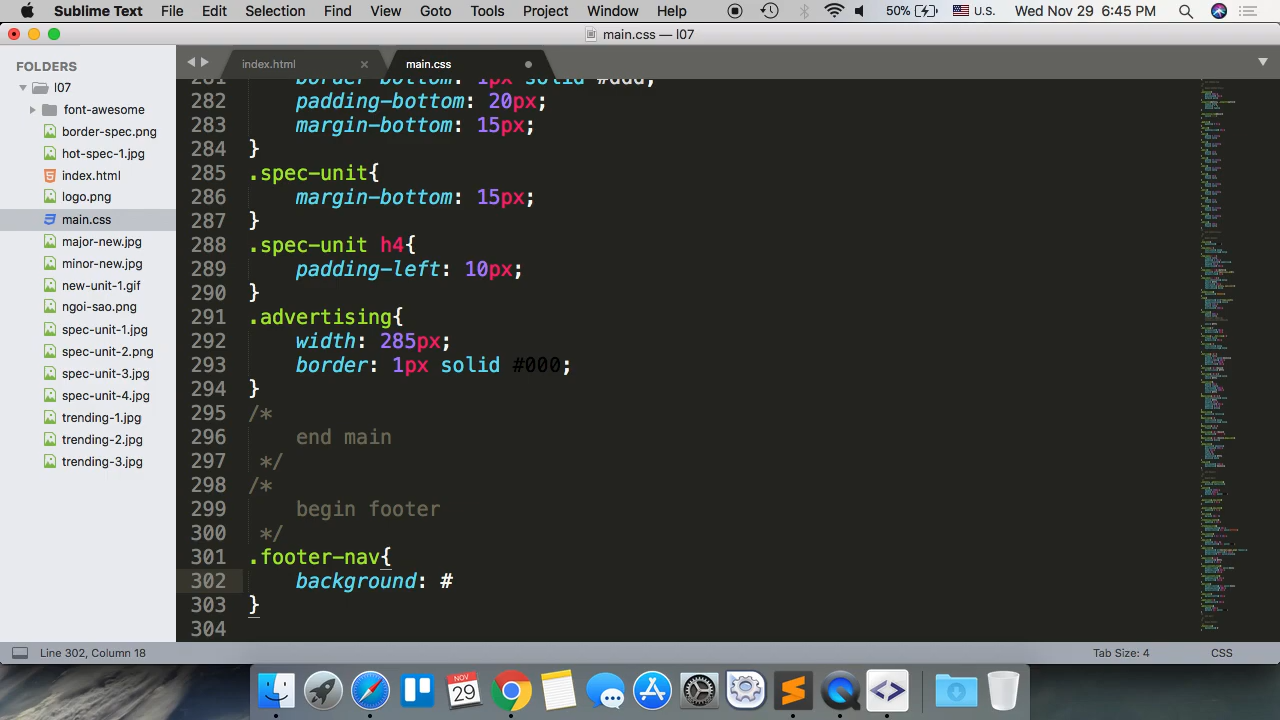 Sublime Text File Edit Selection Find View Goto Tools Project Window Help 50% U.S. Wed Nov 29 6:45 PM
main.css — l07
FOLDERS
l07
font-awesome
border-spec.png
hot-spec-1.jpg
index.html
logo.png
main.css
major-new.jpg
minor-new.jpg
new-unit-1.gif
ngoi-sao.png
spec-unit-1.jpg
spec-unit-2.png
spec-unit-3.jpg
spec-unit-4.jpg
trending-1.jpg
trending-2.jpg
trending-3.jpg
index.html × main.css
281 border-bottom: 1px solid #ddd;
282 padding-bottom: 20px;
283 margin-bottom: 15px;
284 }
285 .spec-unit{
286 margin-bottom: 15px;
287 }
288 .spec-unit h4{
289 padding-left: 10px;
290 }
291 .advertising{
292 width: 285px;
293 border: 1px solid #000;
294 }
295 /*
296 end main
297 */
298 /*
299 begin footer
300 */
301 .footer-nav{
302 background: #
303 }
304
Line 302, Column 18 Tab Size: 4 CSS
NOV
29